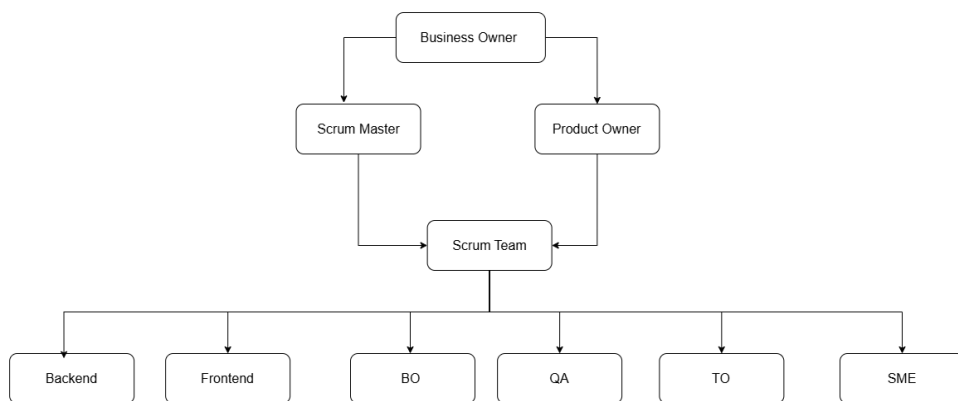 Business Owner
Scrum Master
Product Owner
Scrum Team
Backend
Frontend
BO
QA
TO
SME